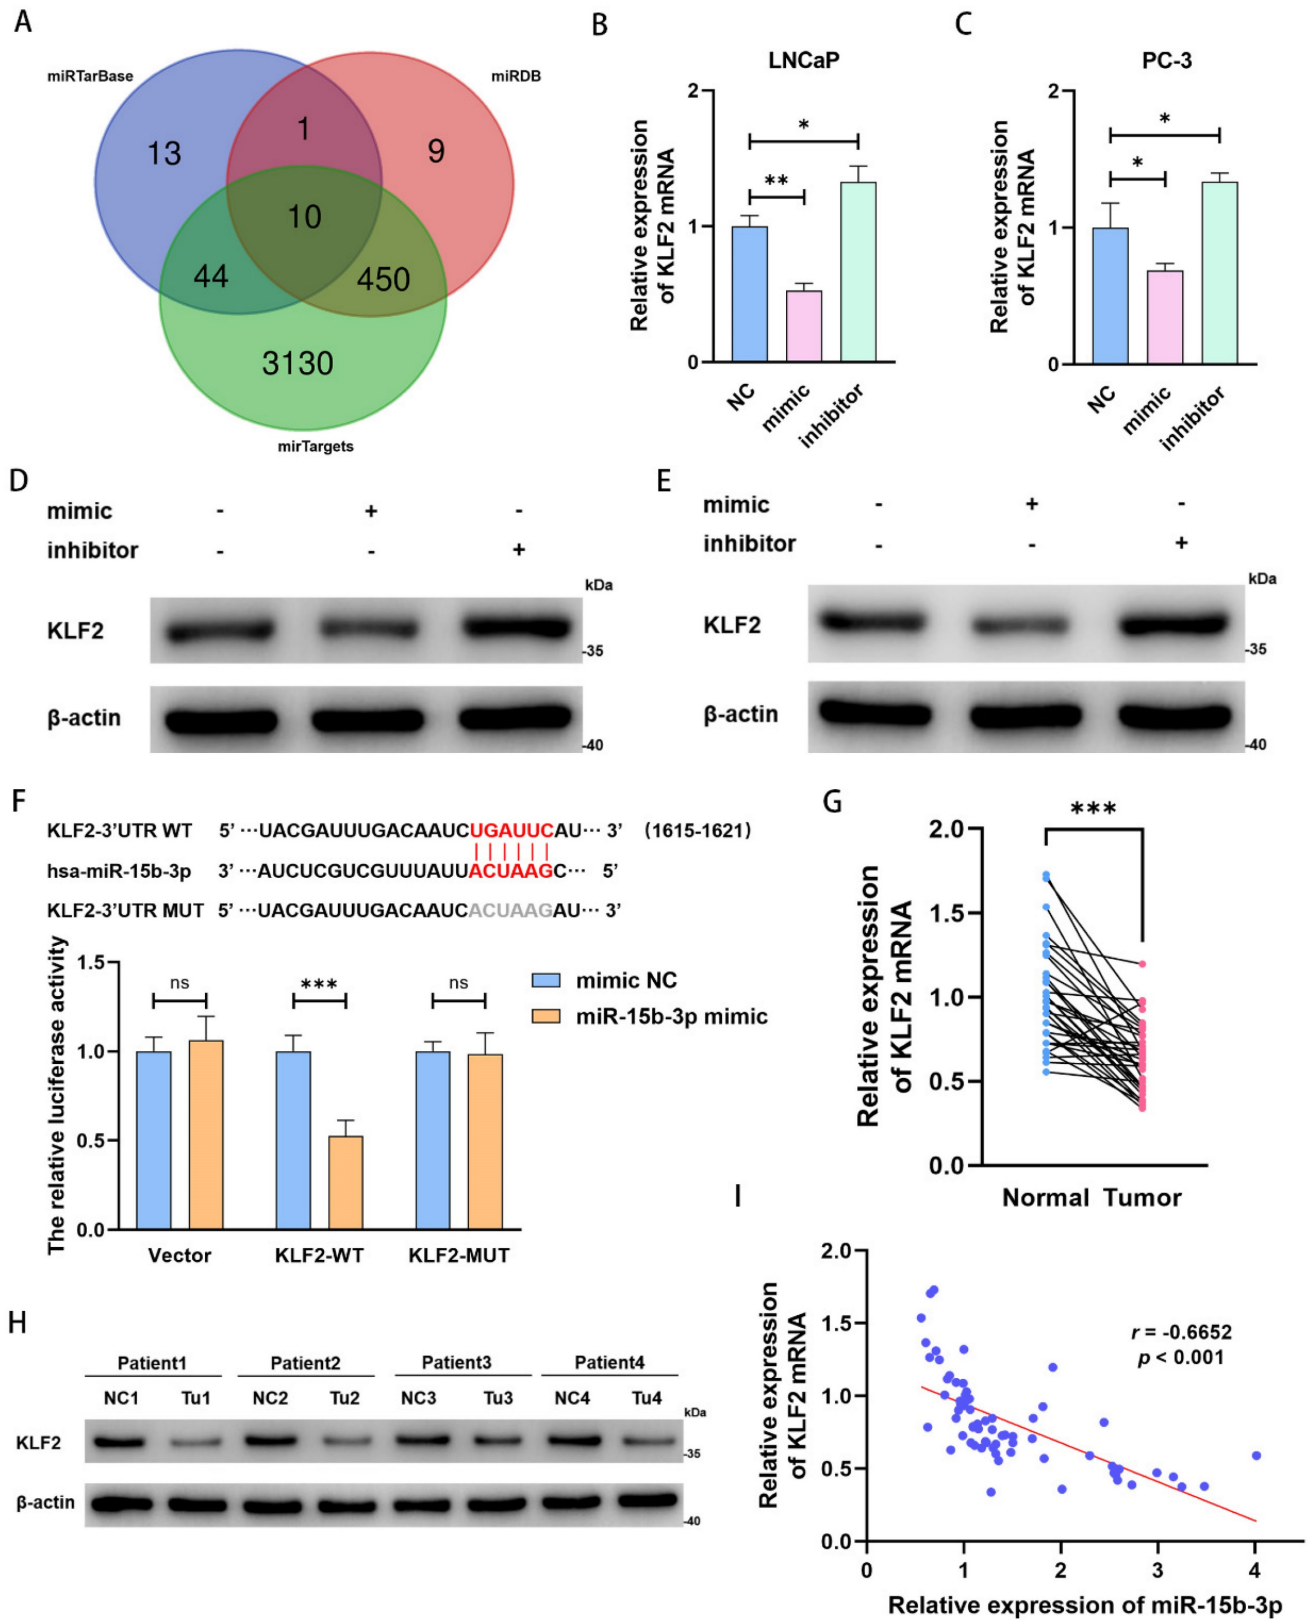 A
miRTarBase
miRDB
13
1
9
10
44
450
3130
mirTargets
B
LNCaP
Relative expression
of KLF2 mRNA
2
1
0
*
**
NC
mimic
inhibitor
C
PC-3
Relative expression
of KLF2 mRNA
2
1
0
*
*
NC
mimic
inhibitor
D
mimic - + -
inhibitor - - +
kDa
KLF2
-35
β-actin
-40
E
mimic - + -
inhibitor - - +
kDa
KLF2
-35
β-actin
-40
F
KLF2-3'UTR WT 5' ···UACGAUUUGACAAUCUGAUUCAU··· 3' (1615-1621)
hsa-miR-15b-3p 3' ···AUCUCGUCGUUUAUUACUAAGC··· 5'
KLF2-3'UTR MUT 5' ···UACGAUUUGACAAUCACUAAGAU··· 3'
The relative luciferase activity
1.5
1.0
0.5
0.0
ns
***
ns
Vector
KLF2-WT
KLF2-MUT
mimic NC
miR-15b-3p mimic
G
***
Relative expression
of KLF2 mRNA
2.0
1.5
1.0
0.5
0.0
Normal Tumor
H
Patient1 Patient2 Patient3 Patient4
NC1 Tu1 NC2 Tu2 NC3 Tu3 NC4 Tu4
kDa
KLF2
-35
β-actin
-40
I
Relative expression
of KLF2 mRNA
2.0
1.5
1.0
0.5
0.0
r = -0.6652
p < 0.001
0 1 2 3 4
Relative expression of miR-15b-3p